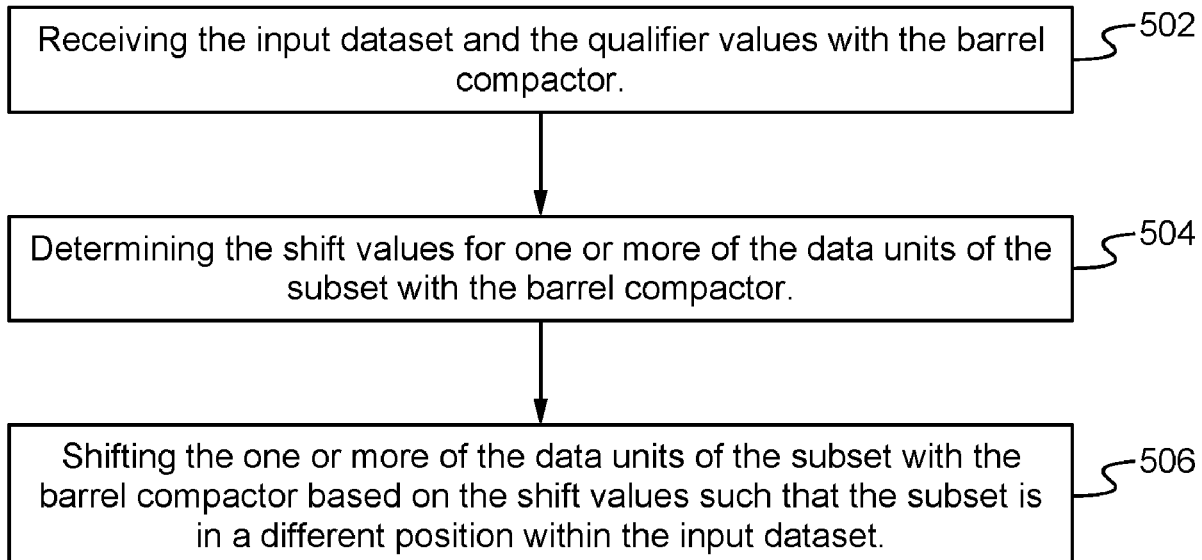 Receiving the input dataset and the qualifier values with the barrel
compactor.
502
Determining the shift values for one or more of the data units of the
subset with the barrel compactor.
504
Shifting the one or more of the data units of the subset with the
barrel compactor based on the shift values such that the subset is
in a different position within the input dataset.
506